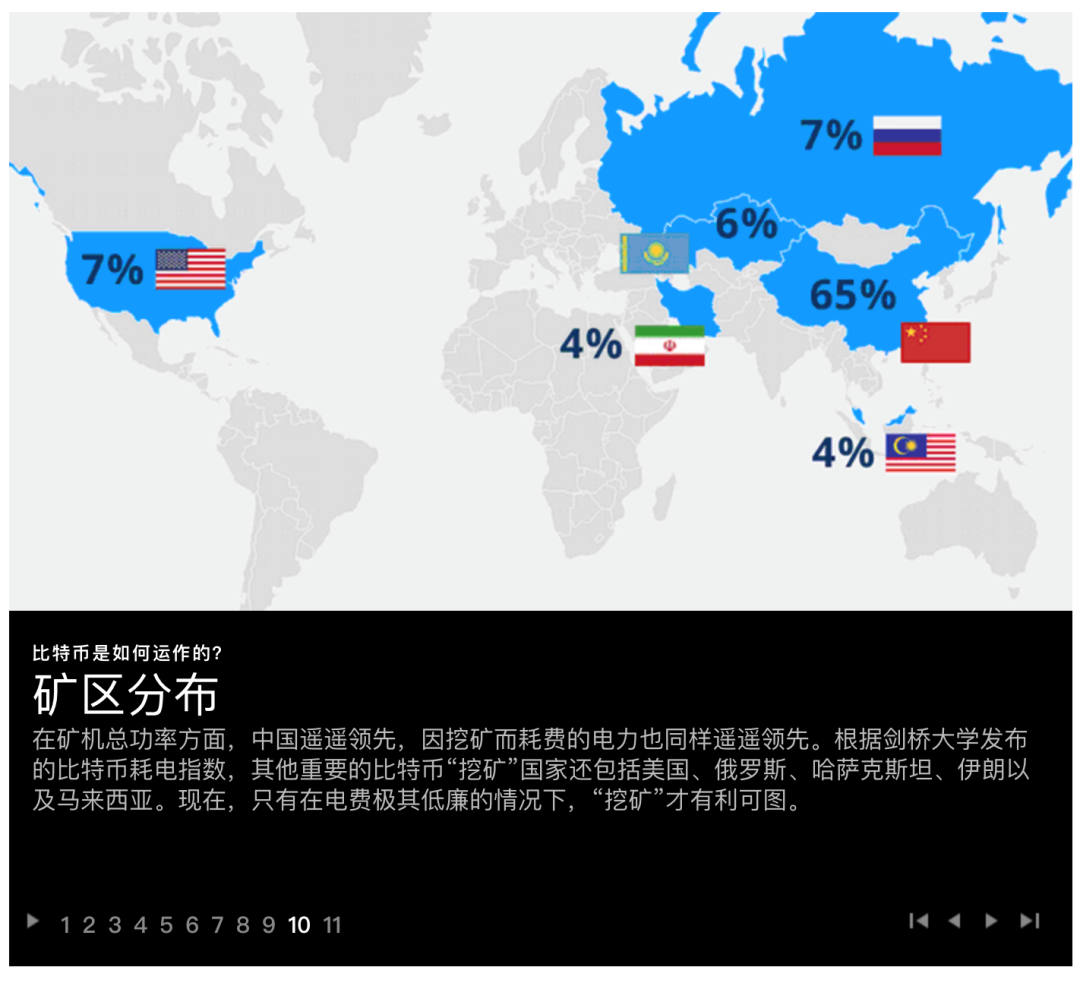 7%
6%
7%
65%
4%
4%
比特币是如何运作的?
矿区分布
在矿机总功率方面，中国遥遥领先，因挖矿而耗费的电力也同样遥遥领先。根据剑桥大学发布
的比特币耗电指数，其他重要的比特币“挖矿”国家还包括美国、俄罗斯、哈萨克斯坦、伊朗以
及马来西亚。现在，只有在电费极其低廉的情况下，“挖矿”才有利可图。
1 2 3 4 5 6 7 8 9 10 11